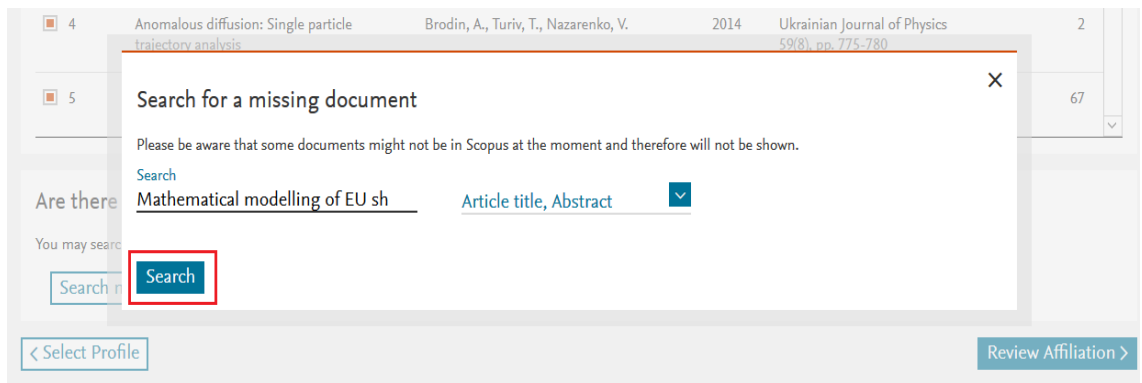 4 Anomalous diffusion: Single particle Brodin, A., Turiv, T., Nazarenko, V. 2014 Ukrainian Journal of Physics 2
trajectory analysis 59(8), pp. 775-780
5 67
Search for a missing document
Please be aware that some documents might not be in Scopus at the moment and therefore will not be shown.
Search
Mathematical modelling of EU sh Article title, Abstract
Are there
You may searc
Search
Search
< Select Profile Review Affiliation >